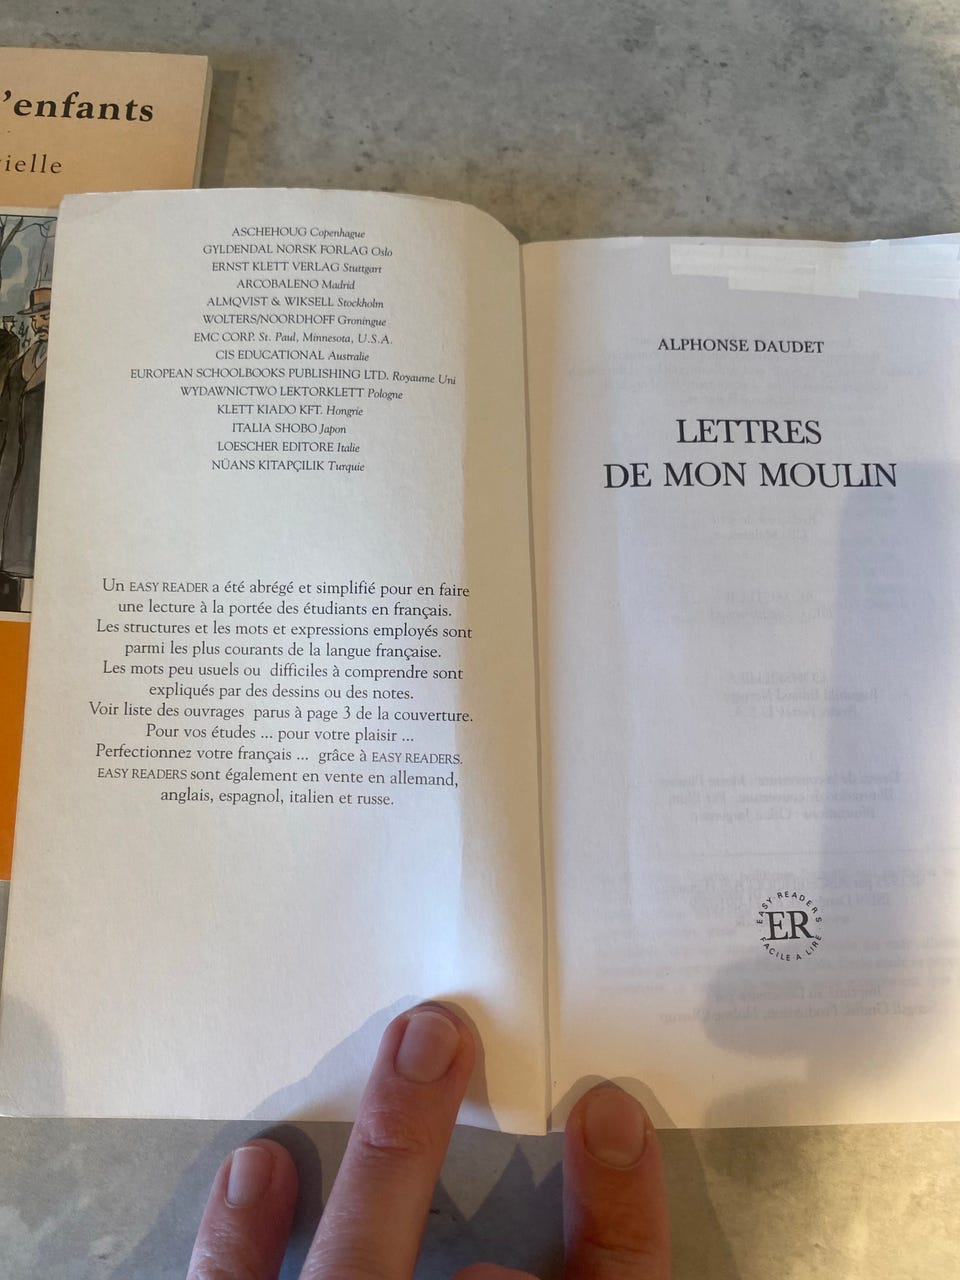 ’enfants
ielle
ASCHEHOUG Copenhague
GYLDENDAL NORSK FORLAG Oslo
ERNST KLETT VERLAG Stuttgart
ARCOBALENO Madrid
ALMQVIST & WIKSELL Stockholm
WOLTERS/NOORDHOFF Groningue
EMC CORP. St. Paul, Minnesota, U.S.A.
CIS EDUCATIONAL Australie
EUROPEAN SCHOOLBOOKS PUBLISHING LTD. Royaume Uni
WYDAWNICTWO LEKTORKLETT Pologne
KLETT KIADO KFT. Hongrie
ITALIA SHOBO Japon
LOESCHER EDITORE Italie
NÜANS KITAPÇILIK Turquie
Un EASY READER a été abrégé et simplifié pour en faire
une lecture à la portée des étudiants en français.
Les structures et les mots et expressions employés sont
parmi les plus courants de la langue française.
Les mots peu usuels ou difficiles à comprendre sont
expliqués par des dessins ou des notes.
Voir liste des ouvrages parus à page 3 de la couverture.
Pour vos études ... pour votre plaisir ...
Perfectionnez votre français ... grâce à EASY READERS.
EASY READERS sont également en vente en allemand,
anglais, espagnol, italien et russe.
ALPHONSE DAUDET
LETTRES
DE MON MOULIN
EASY READERS
ER
FACILE A LIRE